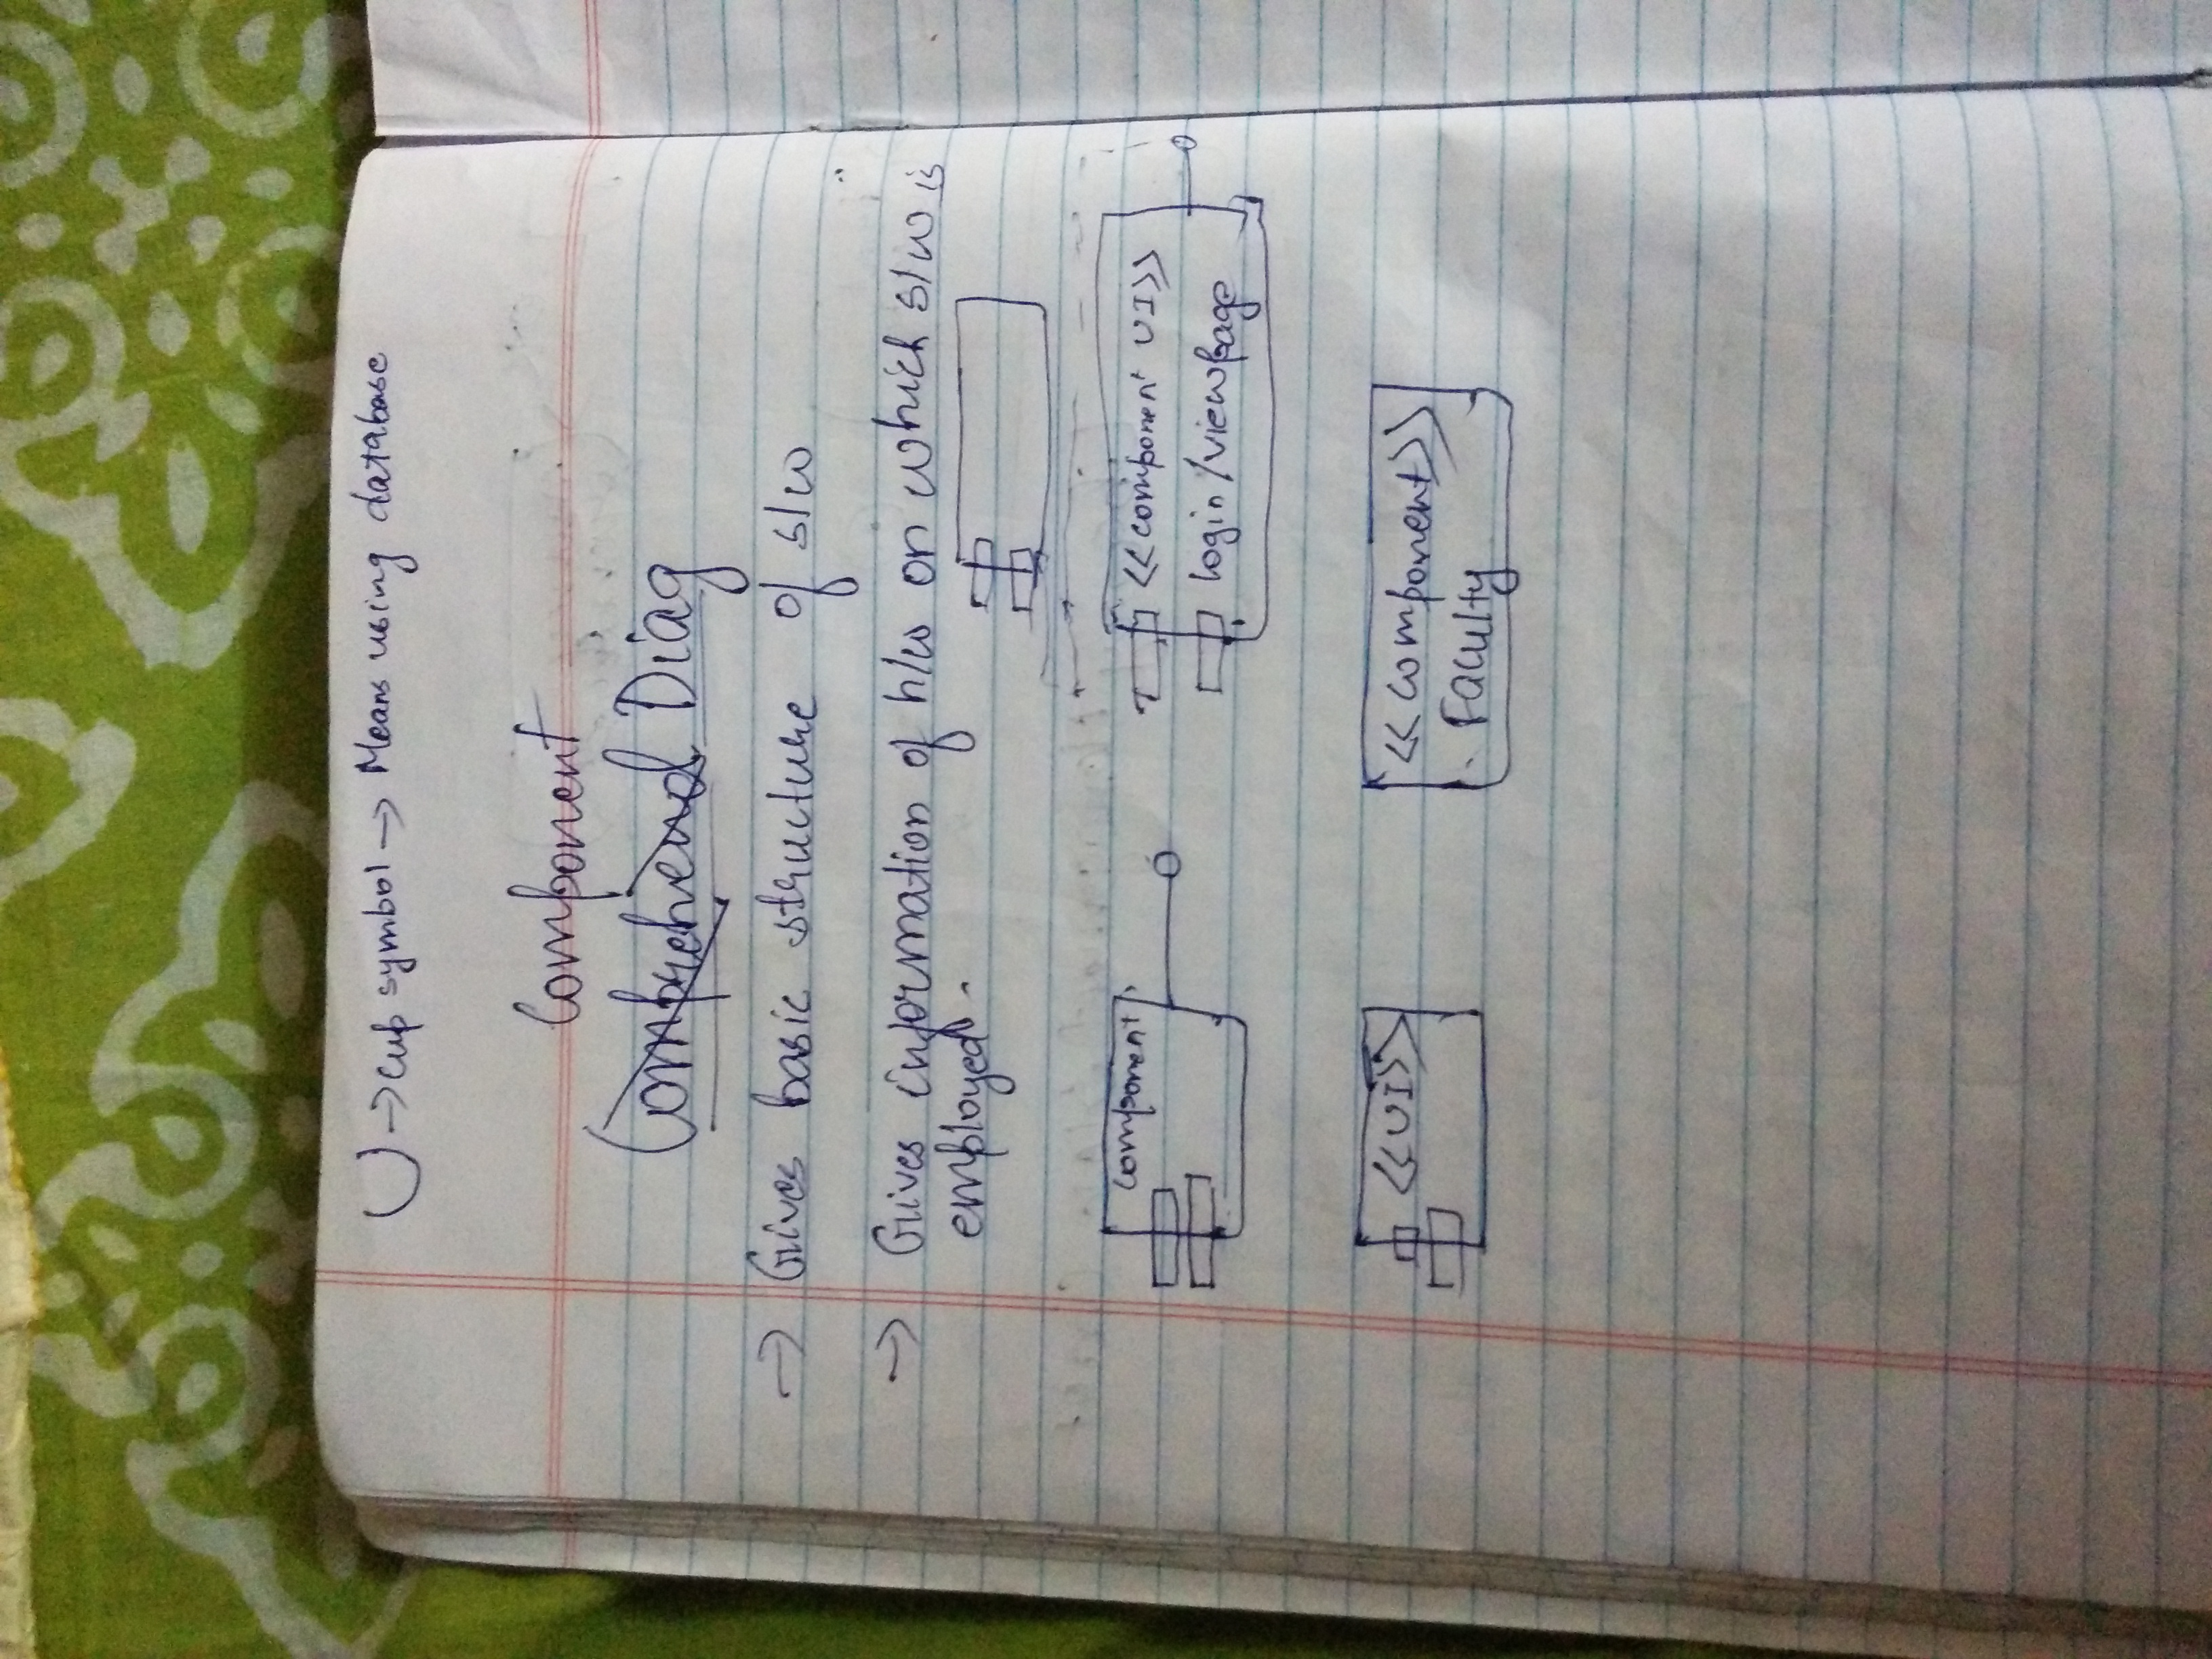 → cup symbol → Means using database
Component
Comprehend Diag
→ Gives basic structure of s/w
→ Gives information of h/w on which s/w is
employed.
component
<<component UI>>
login/viewpage
<<UI>>
<<component>>
Faculty